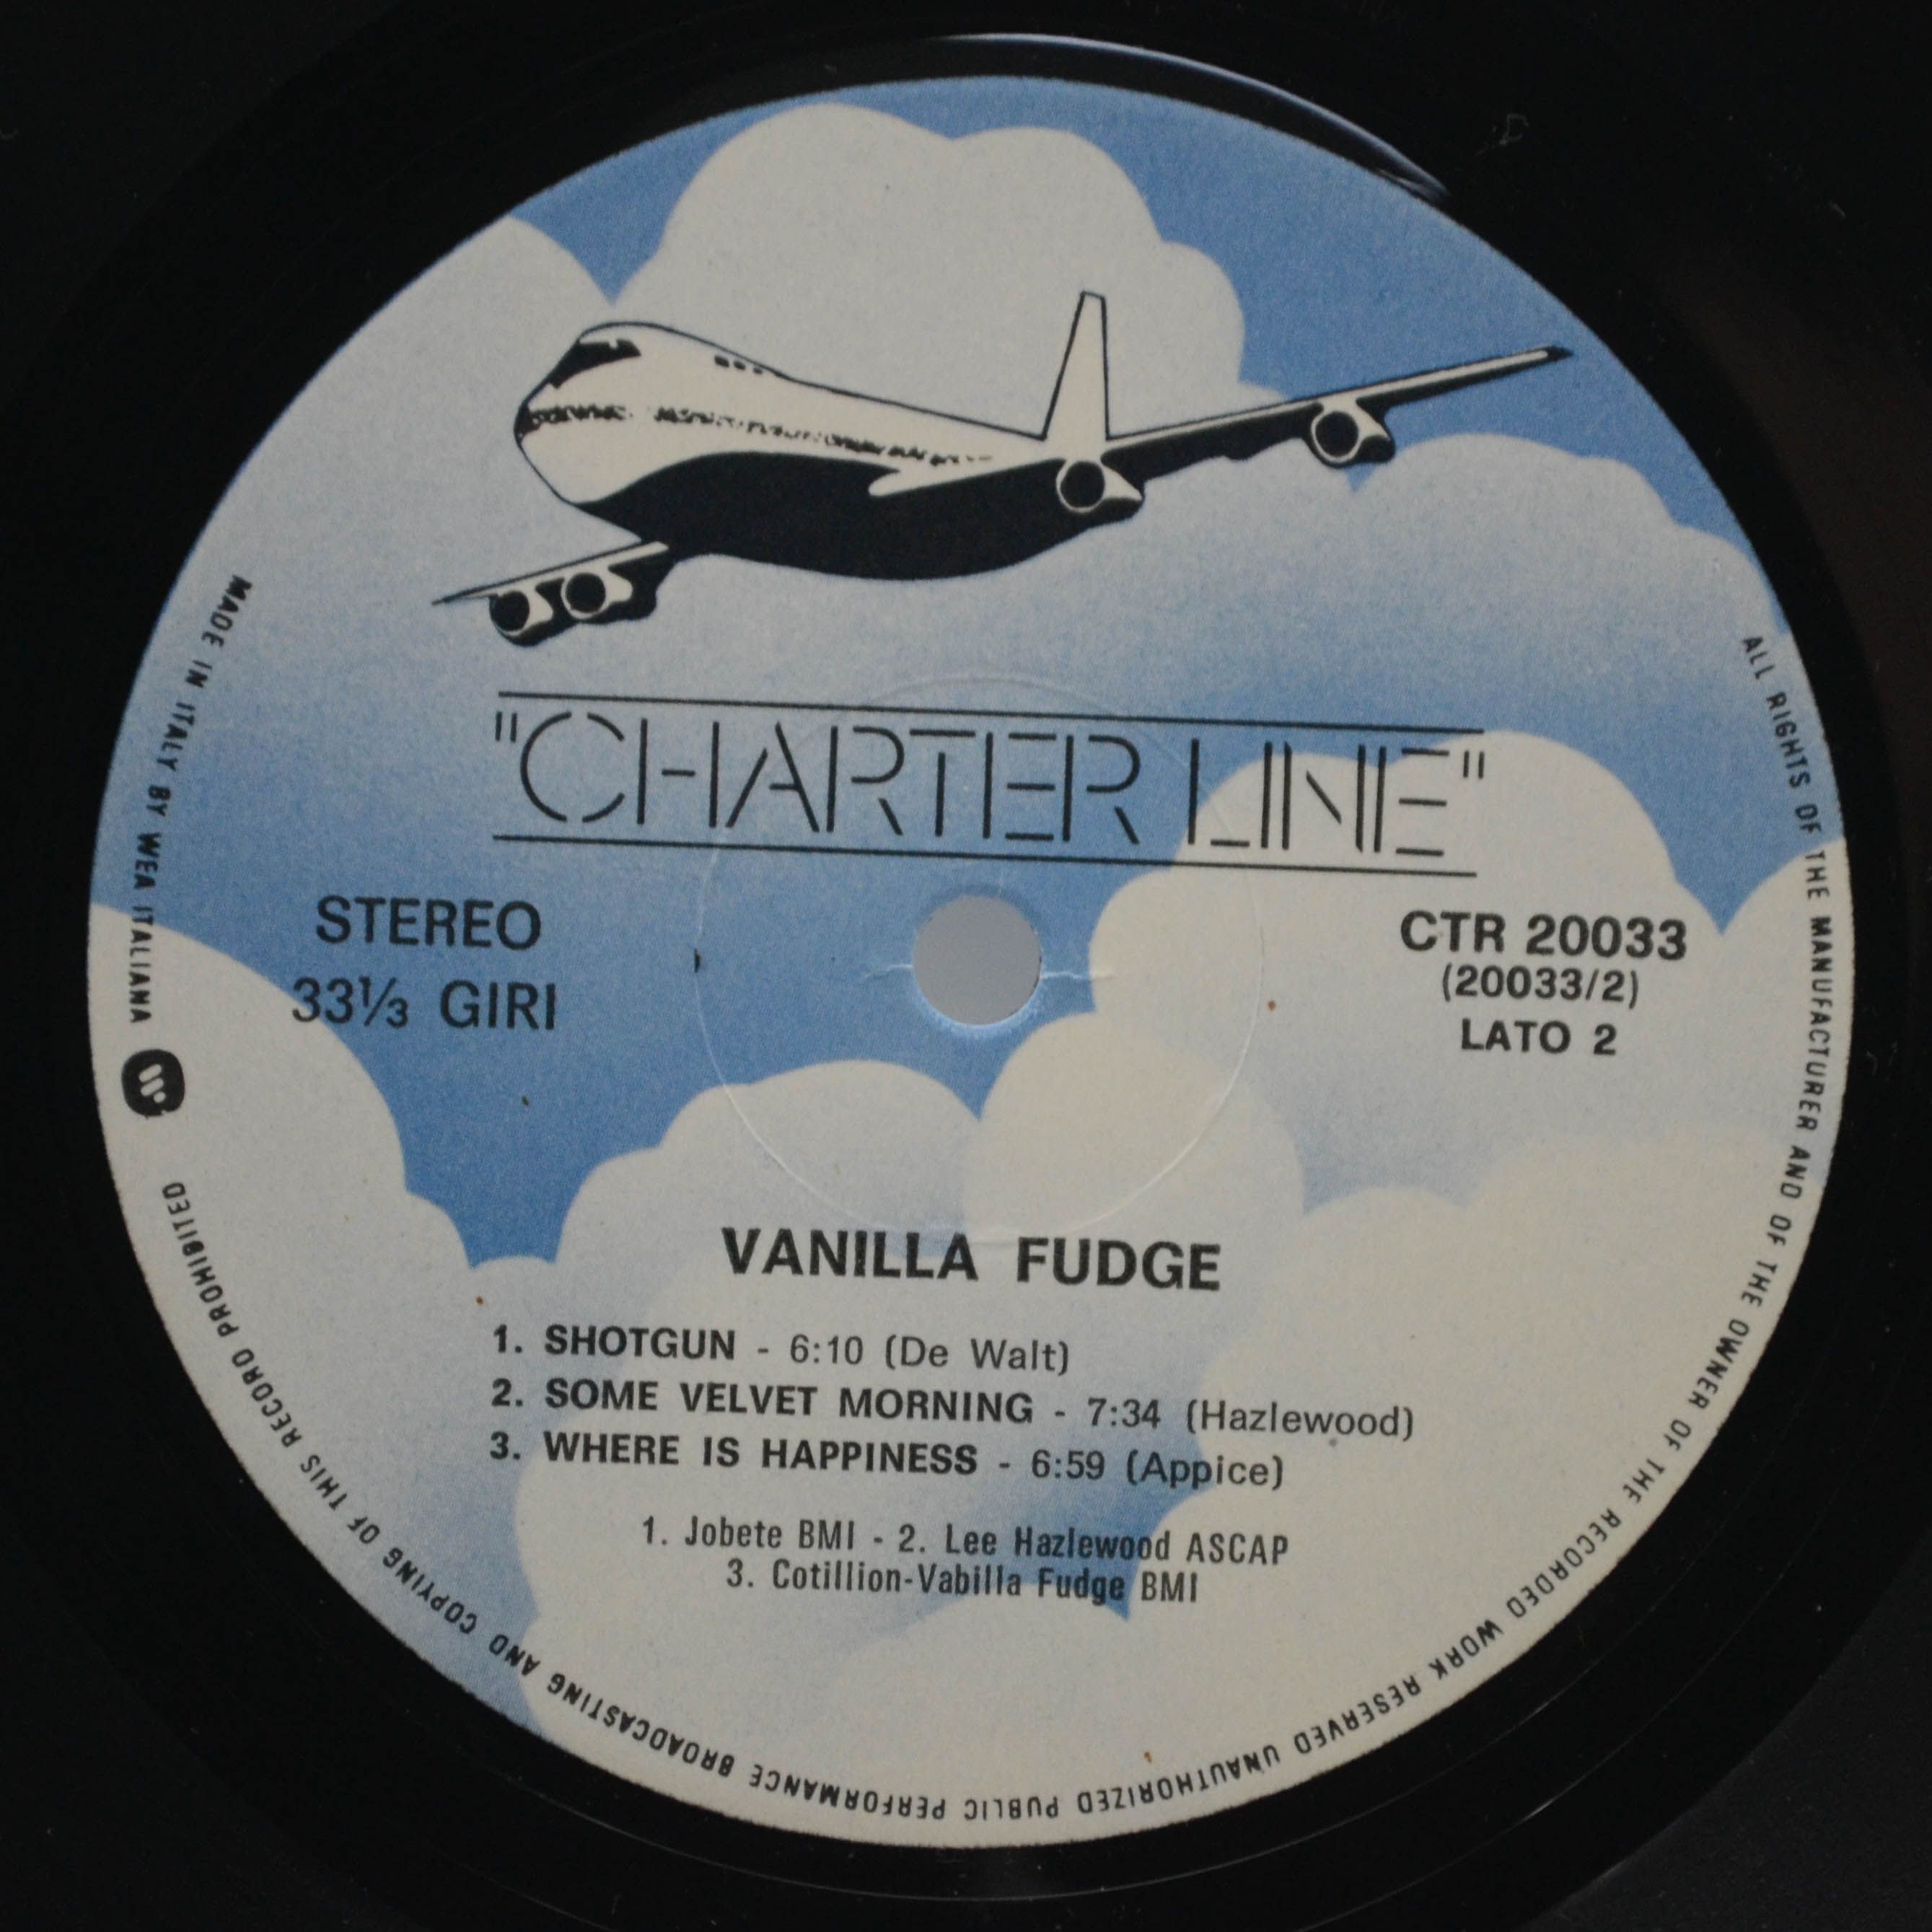 "CHARTER LINE"
STEREO
33⅓ GIRI
CTR 20033
(20033/2)
LATO 2
VANILLA FUDGE
1. SHOTGUN - 6:10 (De Walt)
2. SOME VELVET MORNING - 7:34 (Hazlewood)
3. WHERE IS HAPPINESS - 6:59 (Appice)
1. Jobete BMI - 2. Lee Hazlewood ASCAP
3. Cotillion-Vabilla Fudge BMI
MADE IN ITALY BY WEA ITALIANA
ALL RIGHTS OF THE MANUFACTURER AND OF THE OWNER OF THE RECORDED WORK RESERVED UNAUTHORIZED PUBLIC PERFORMANCE BROADCASTING AND COPYING OF THIS RECORD PROHIBITED